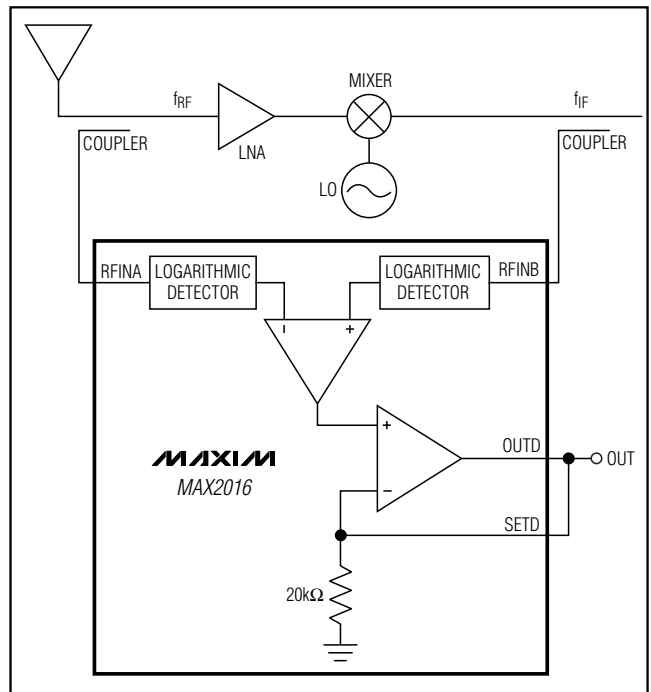 MIXER
fRF
fIF
COUPLER
LNA
COUPLER
LO
RFINA
LOGARITHMIC
DETECTOR
LOGARITHMIC
DETECTOR
RFINB
−
+
+
OUTD
OUT
MAXIM
MAX2016
−
SETD
20kΩ